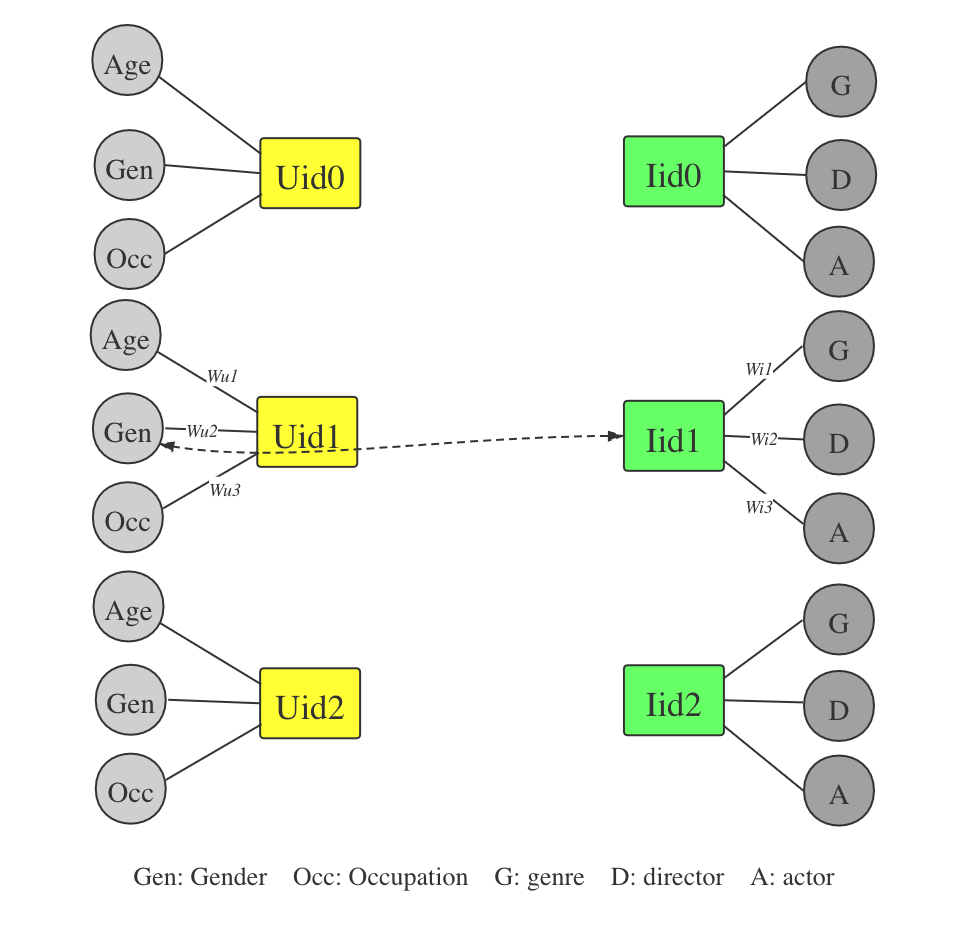 Age
Gen
Occ
Uid0
Iid0
G
D
A
Age
Gen
Occ
Wu1
Wu2
Wu3
Uid1
Iid1
Wi1
Wi2
Wi3
G
D
A
Age
Gen
Occ
Uid2
Iid2
G
D
A
Gen: Gender Occ: Occupation G: genre D: director A: actor